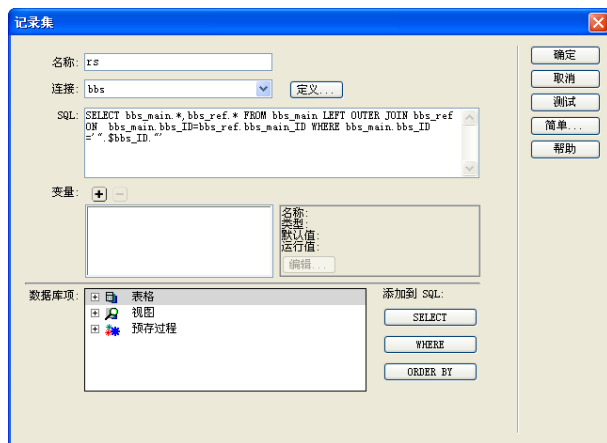 记录集
名称: rs
连接: bbs 定义...
SQL: SELECT bbs_main.*,bbs_ref.* FROM bbs_main LEFT OUTER JOIN bbs_ref
ON bbs_main.bbs_ID=bbs_ref.bbs_main_ID WHERE bbs_main.bbs_ID
='".$bbs_ID."'
变量:
名称:
类型:
默认值:
运行值:
编辑...
数据库项:
表格
视图
预存过程
添加到 SQL:
SELECT
WHERE
ORDER BY
确定
取消
测试
简单...
帮助